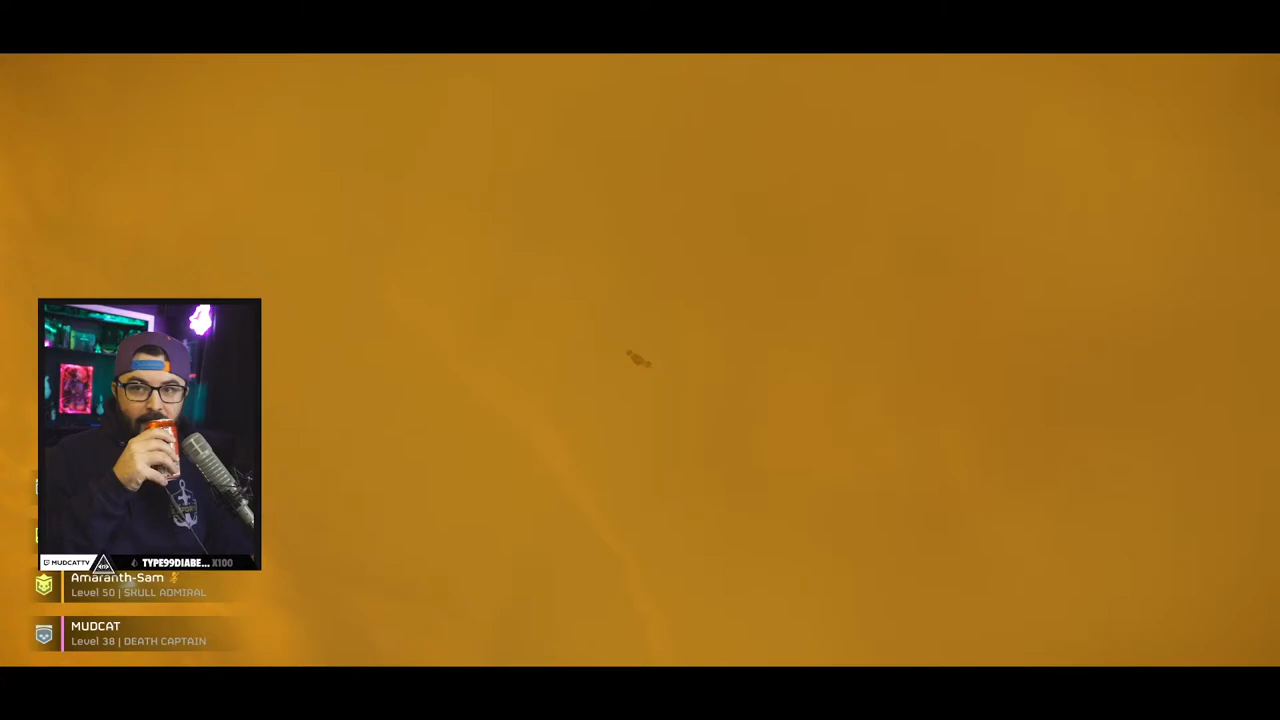 MUDCATTV
TYPE99DIABE... X100
Amaranth-Sam
Level 50 | SKULL ADMIRAL
MUDCAT
Level 38 | DEATH CAPTAIN